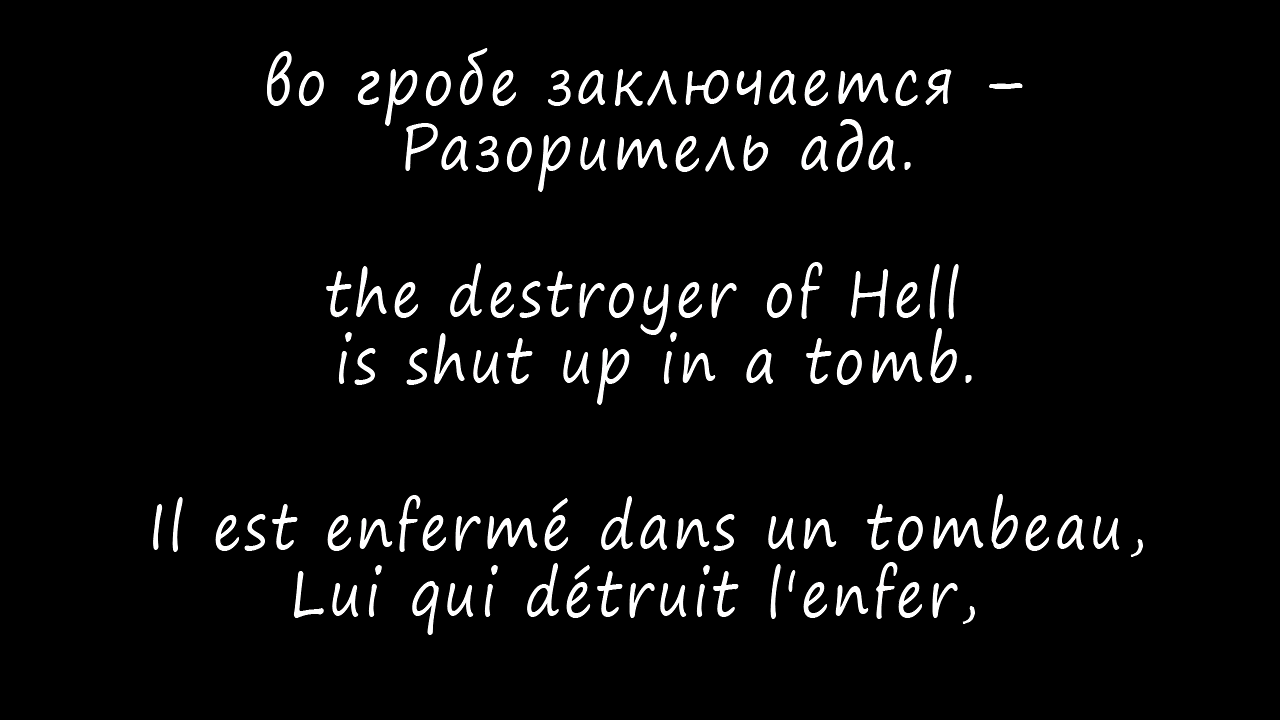 во гробе заключается –
Разоритель ада.
the destroyer of Hell
is shut up in a tomb.
Il est enfermé dans un tombeau,
Lui qui détruit l'enfer,